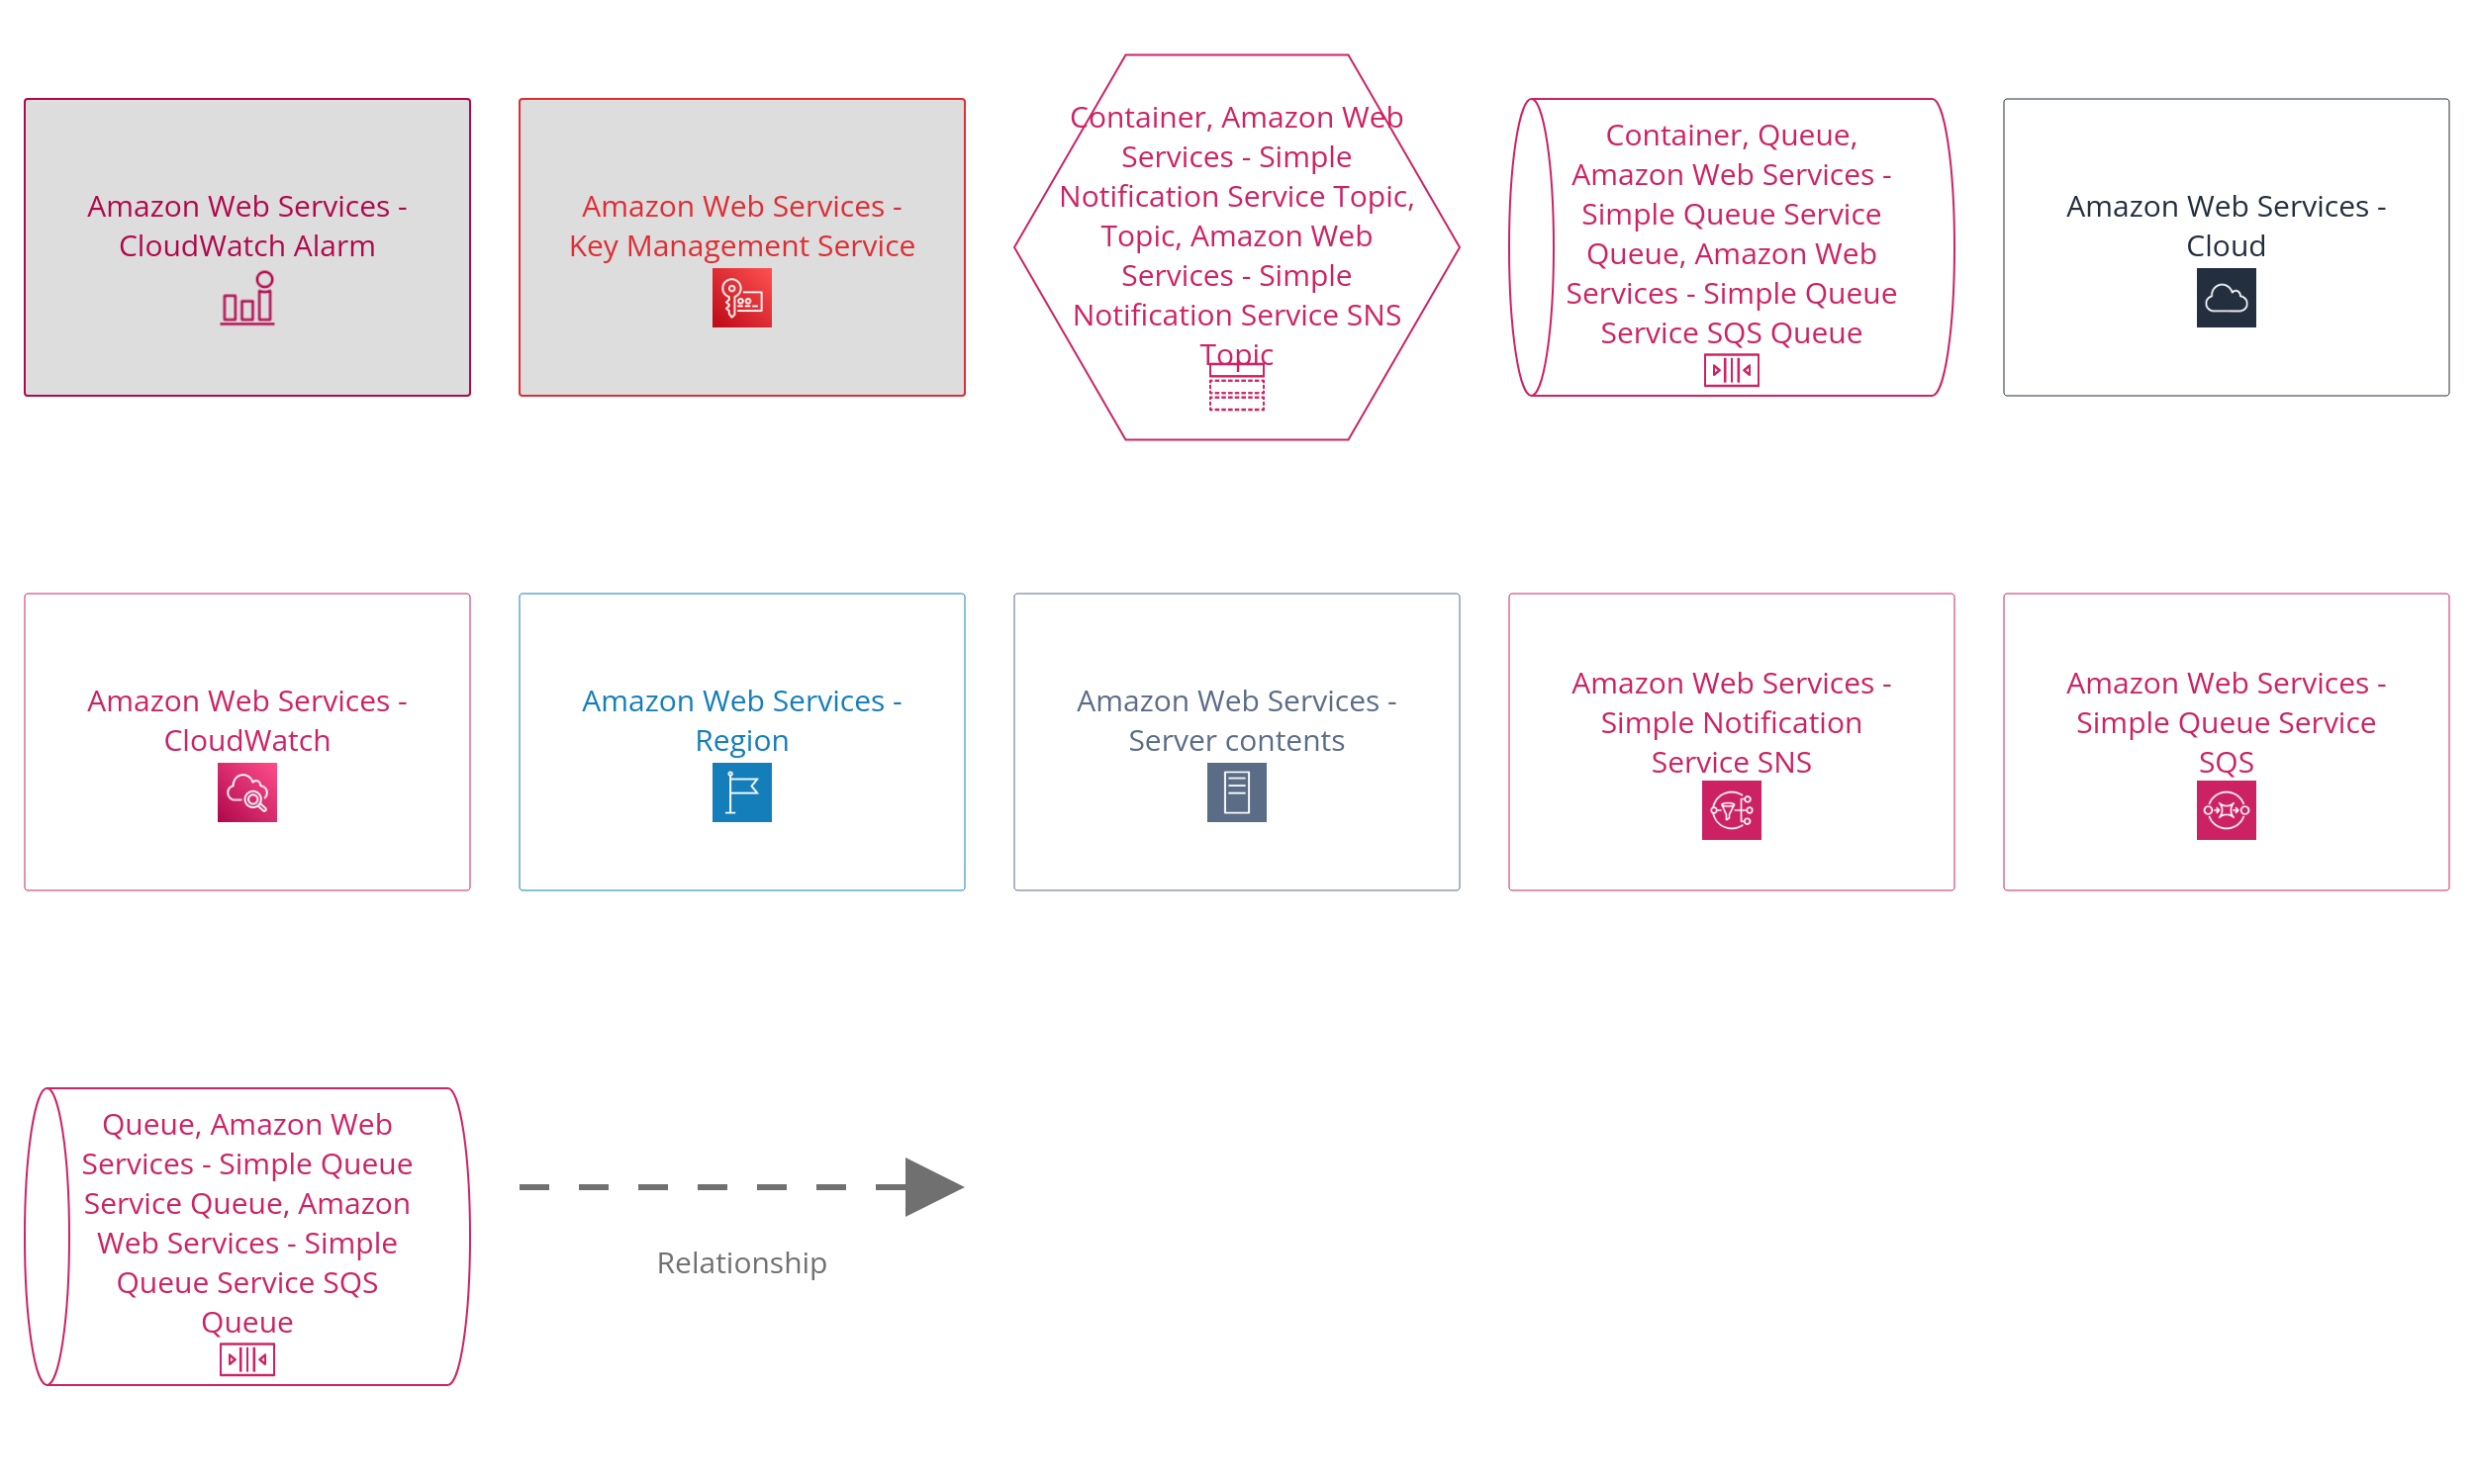 Amazon Web Services -
CloudWatch Alarm
Amazon Web Services -
Key Management Service
Container, Amazon Web
Services - Simple
Notification Service Topic,
Topic, Amazon Web
Services - Simple
Notification Service SNS
Topic
Container, Queue,
Amazon Web Services -
Simple Queue Service
Queue, Amazon Web
Services - Simple Queue
Service SQS Queue
Amazon Web Services -
Cloud
Amazon Web Services -
CloudWatch
Amazon Web Services -
Region
Amazon Web Services -
Server contents
Amazon Web Services -
Simple Notification
Service SNS
Amazon Web Services -
Simple Queue Service
SQS
Queue, Amazon Web
Services - Simple Queue
Service Queue, Amazon
Web Services - Simple
Queue Service SQS
Queue
Relationship